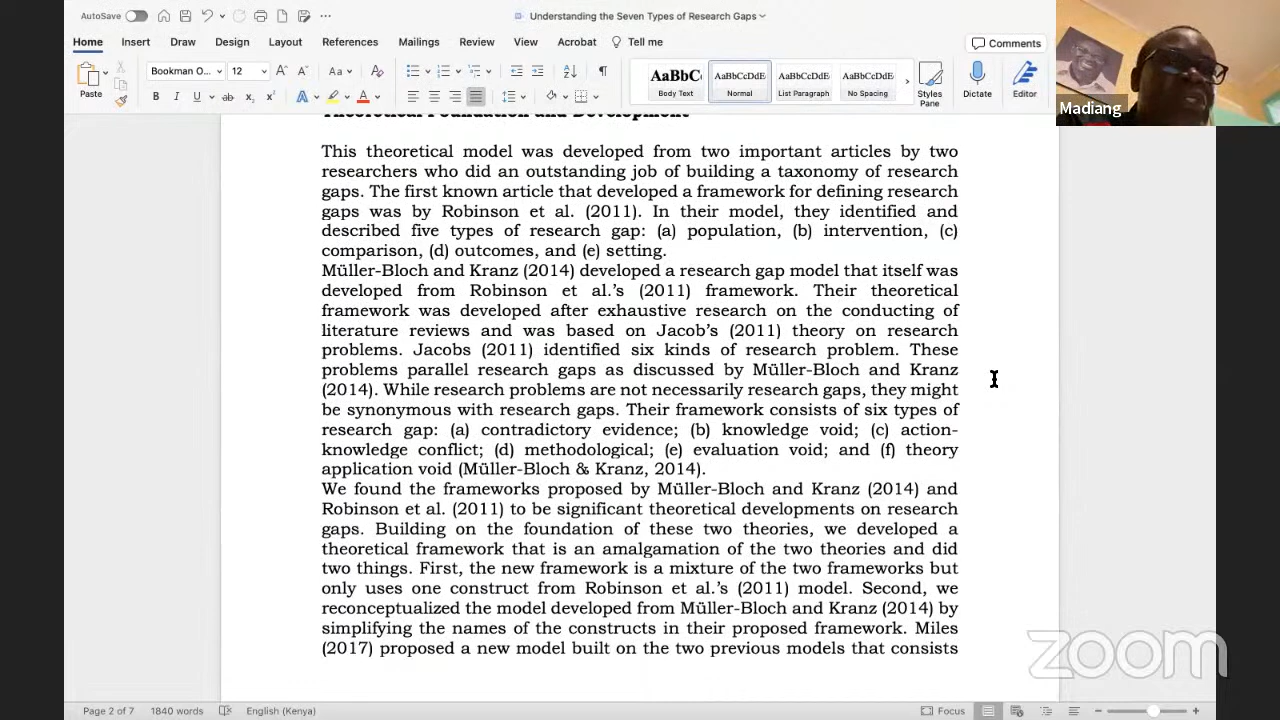 AutoSave
Understanding the Seven Types of Research Gaps
Home Insert Draw Design Layout References Mailings Review View Acrobat Tell me
Comments
Paste
Bookman O...
12
AaBbC
Body Text
AaBbCcDdE
Normal
AaBbCcDdE
List Paragraph
AaBbCcDdE
No Spacing
Styles Pane
Dictate
Editor
Madiang
Theoretical Foundation and Development
This theoretical model was developed from two important articles by two
researchers who did an outstanding job of building a taxonomy of research
gaps. The first known article that developed a framework for defining research
gaps was by Robinson et al. (2011). In their model, they identified and
described five types of research gap: (a) population, (b) intervention, (c)
comparison, (d) outcomes, and (e) setting.
Müller-Bloch and Kranz (2014) developed a research gap model that itself was
developed from Robinson et al.’s (2011) framework. Their theoretical
framework was developed after exhaustive research on the conducting of
literature reviews and was based on Jacob’s (2011) theory on research
problems. Jacobs (2011) identified six kinds of research problem. These
problems parallel research gaps as discussed by Müller-Bloch and Kranz
(2014). While research problems are not necessarily research gaps, they might
be synonymous with research gaps. Their framework consists of six types of
research gap: (a) contradictory evidence; (b) knowledge void; (c) action-
knowledge conflict; (d) methodological; (e) evaluation void; and (f) theory
application void (Müller-Bloch & Kranz, 2014).
We found the frameworks proposed by Müller-Bloch and Kranz (2014) and
Robinson et al. (2011) to be significant theoretical developments on research
gaps. Building on the foundation of these two theories, we developed a
theoretical framework that is an amalgamation of the two theories and did
two things. First, the new framework is a mixture of the two frameworks but
only uses one construct from Robinson et al.’s (2011) model. Second, we
reconceptualized the model developed from Müller-Bloch and Kranz (2014) by
simplifying the names of the constructs in their proposed framework. Miles
(2017) proposed a new model built on the two previous models that consists
zoom
Page 2 of 7 1840 words English (Kenya) Focus